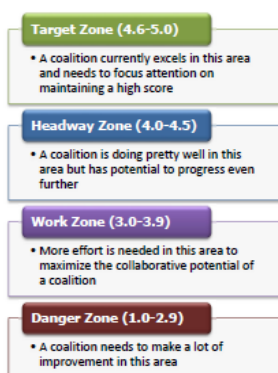 Target Zone (4.6-5.0)
• A coalition currently excels in this area
and needs to focus attention on
maintaining a high score
Headway Zone (4.0-4.5)
• A coalition is doing pretty well in this
area but has potential to progress even
further
Work Zone (3.0-3.9)
• More effort is needed in this area to
maximize the collaborative potential of
a coalition
Danger Zone (1.0-2.9)
• A coalition needs to make a lot of
improvement in this area